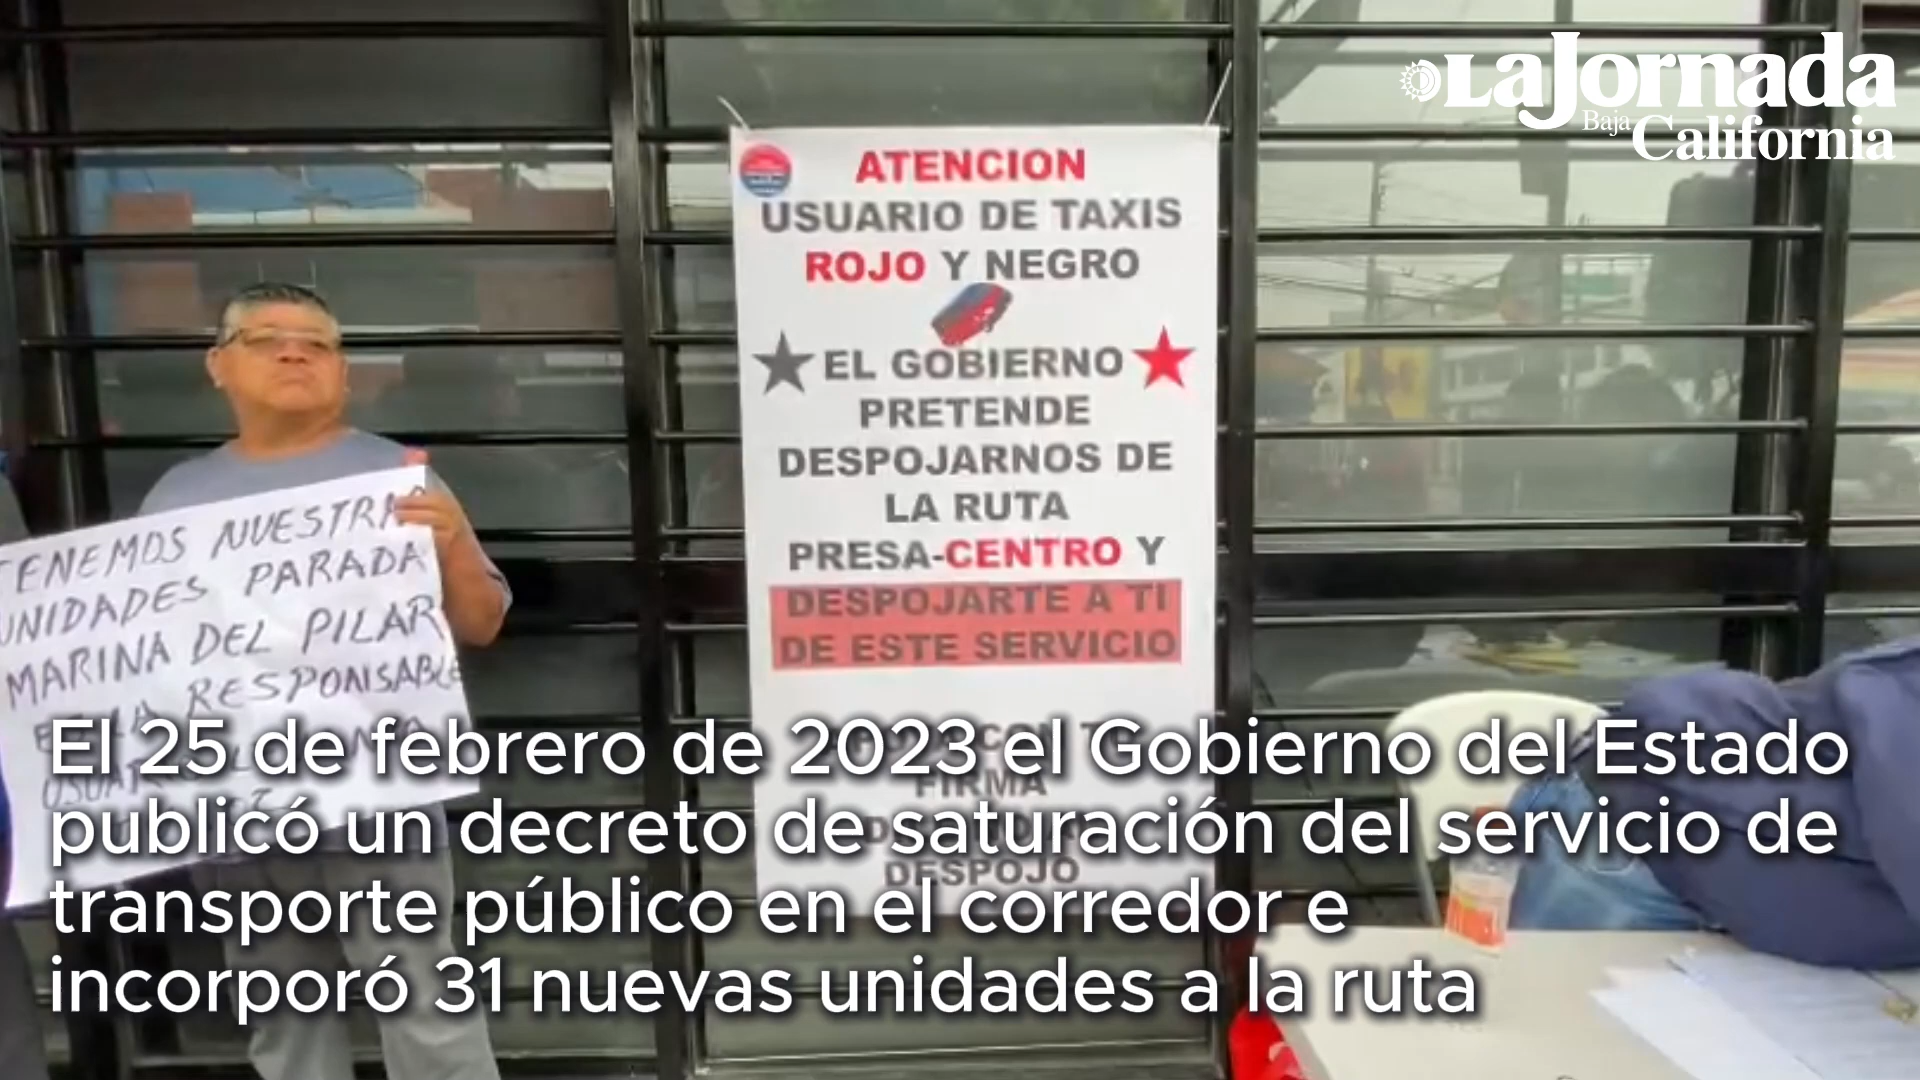 La Jornada
Baja
California
ATENCION
USUARIO DE TAXIS
ROJO Y NEGRO
EL GOBIERNO
PRETENDE
DESPOJARNOS DE
LA RUTA
PRESA-CENTRO Y
DESPOJARTE A TI
DE ESTE SERVICIO
FIRMA
DESPOJO
TENEMOS NUESTRA
UNIDADES PARADA
MARINA DEL PILAR
RESPONSABLE
El 25 de febrero de 2023 el Gobierno del Estado
publicó un decreto de saturación del servicio de
transporte público en el corredor e
incorporó 31 nuevas unidades a la ruta